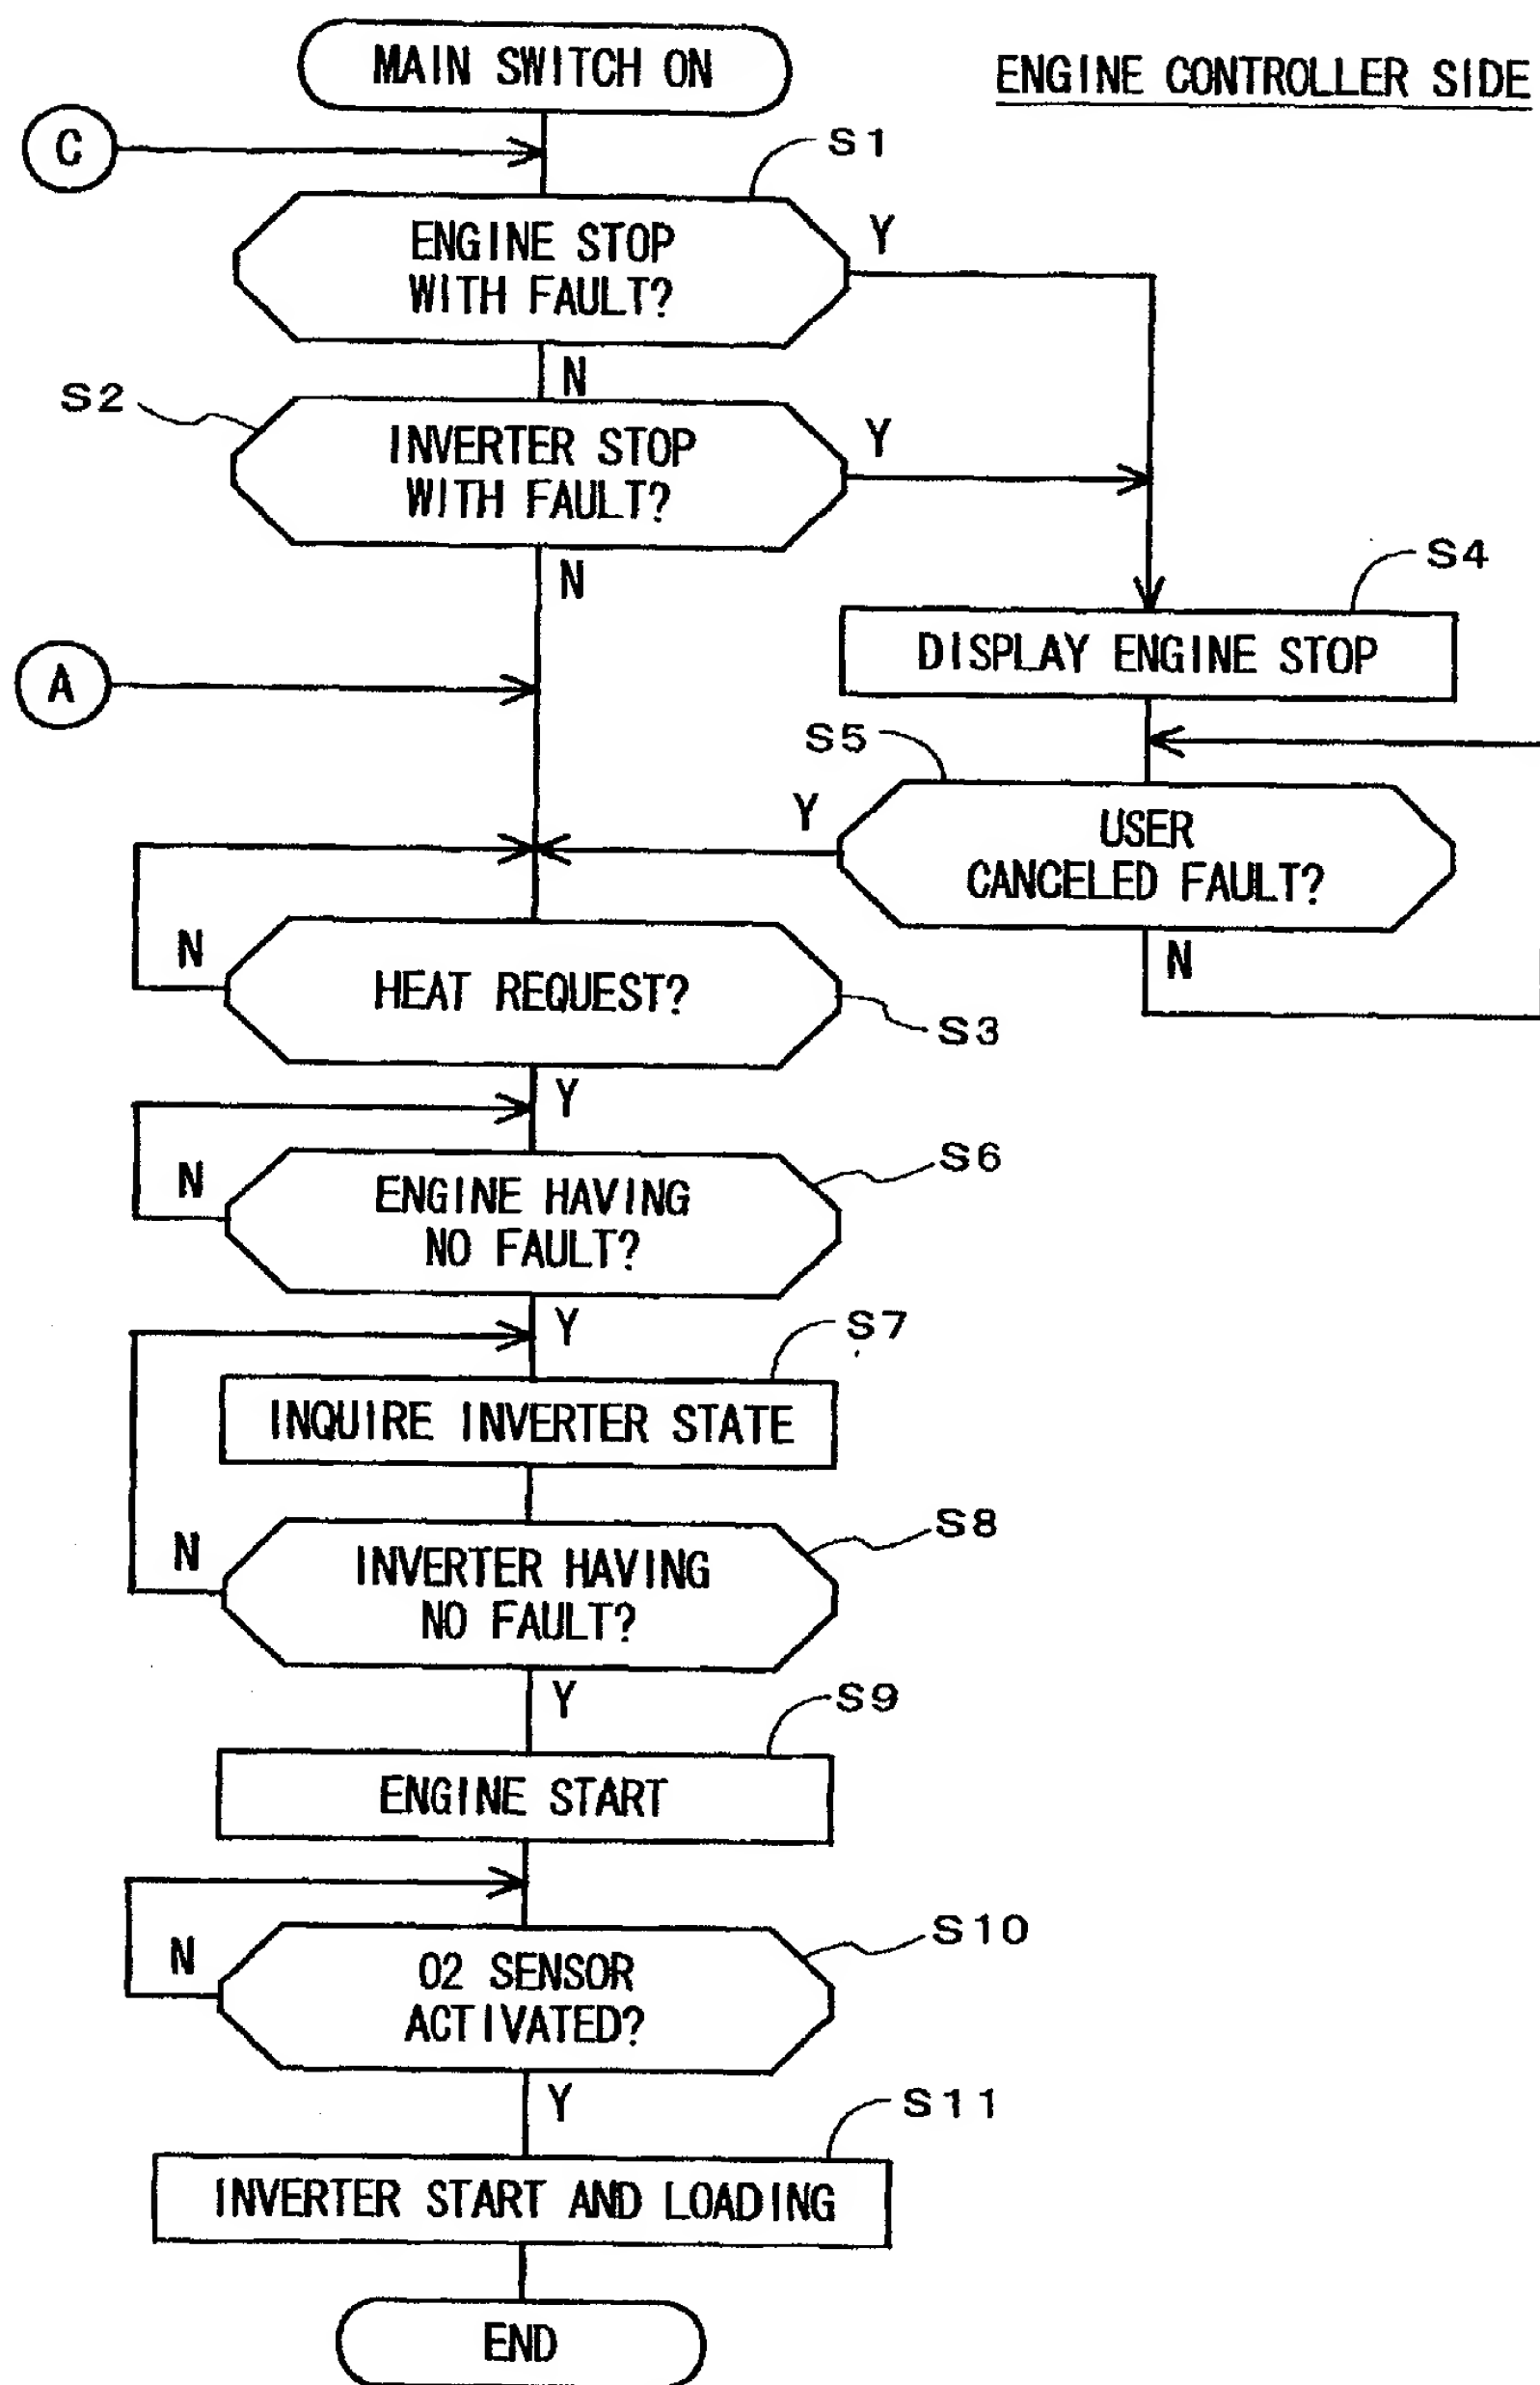 MAIN SWITCH ON
ENGINE CONTROLLER SIDE
C
S1
ENGINE STOP
WITH FAULT?
Y
N
S2
INVERTER STOP
WITH FAULT?
Y
N
S4
DISPLAY ENGINE STOP
A
S5
USER
CANCELED FAULT?
Y
N
HEAT REQUEST?
N
S3
Y
S6
ENGINE HAVING
NO FAULT?
N
Y
S7
INQUIRE INVERTER STATE
S8
INVERTER HAVING
NO FAULT?
N
Y
S9
ENGINE START
S10
O2 SENSOR
ACTIVATED?
N
Y
S11
INVERTER START AND LOADING
END